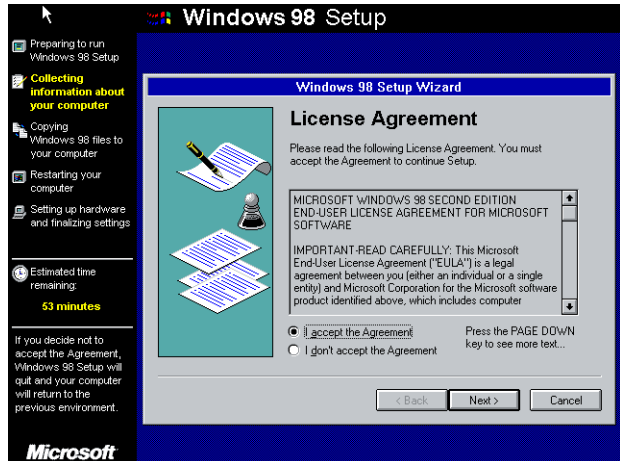 Windows 98 Setup
Preparing to run
Windows 98 Setup
Collecting
information about
your computer
Copying
Windows 98 files to
your computer
Restarting your
computer
Setting up hardware
and finalizing settings
Estimated time
remaining:
53 minutes
If you decide not to
accept the Agreement,
Windows 98 Setup will
quit and your computer
will return to the
previous environment.
Microsoft
Windows 98 Setup Wizard
License Agreement
Please read the following License Agreement. You must
accept the Agreement to continue Setup.
MICROSOFT WINDOWS 98 SECOND EDITION
END-USER LICENSE AGREEMENT FOR MICROSOFT
SOFTWARE
IMPORTANT-READ CAREFULLY: This Microsoft
End-User License Agreement ("EULA") is a legal
agreement between you (either an individual or a single
entity) and Microsoft Corporation for the Microsoft software
product identified above, which includes computer
I accept the Agreement
I don't accept the Agreement
Press the PAGE DOWN
key to see more text...
< Back
Next >
Cancel